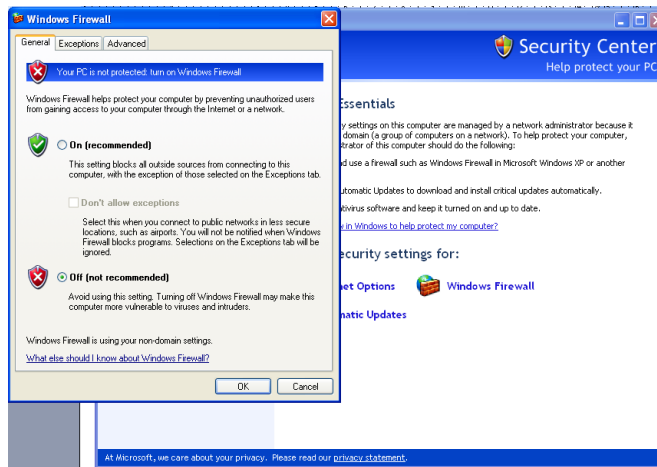 Windows Firewall
General Exceptions Advanced
Your PC is not protected: turn on Windows Firewall
Windows Firewall helps protect your computer by preventing unauthorized users
from gaining access to your computer through the Internet or a network.
On (recommended)
This setting blocks all outside sources from connecting to this
computer, with the exception of those selected on the Exceptions tab.
Don't allow exceptions
Select this when you connect to public networks in less secure
locations, such as airports. You will not be notified when Windows
Firewall blocks programs. Selections on the Exceptions tab will be
ignored.
Off (not recommended)
Avoid using this setting. Turning off Windows Firewall may make this
computer more vulnerable to viruses and intruders.
Windows Firewall is using your non-domain settings.
What else should I know about Windows Firewall?
OK Cancel
Security Center
Help protect your PC
Essentials
y settings on this computer are managed by a network administrator because it
domain (a group of computers on a network). To help protect your computer,
strator of this computer should do the following:
d use a firewall such as Windows Firewall in Microsoft Windows XP or another
utomatic Updates to download and install critical updates automatically.
tivirus software and keep it turned on and up to date.
in Windows to help protect my computer?
ecurity settings for:
et Options Windows Firewall
matic Updates
At Microsoft, we care about your privacy. Please read our privacy statement.